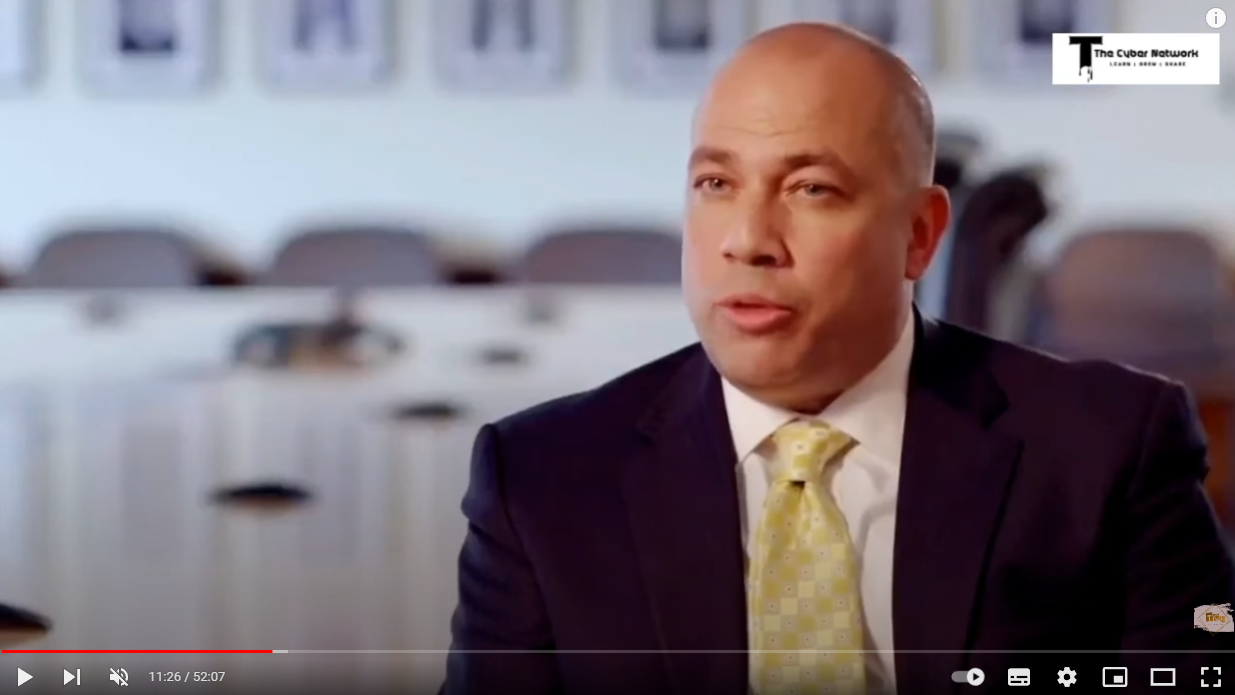 The Cyber Network
LEARN | GROW | SHARE
11:26 / 52:07